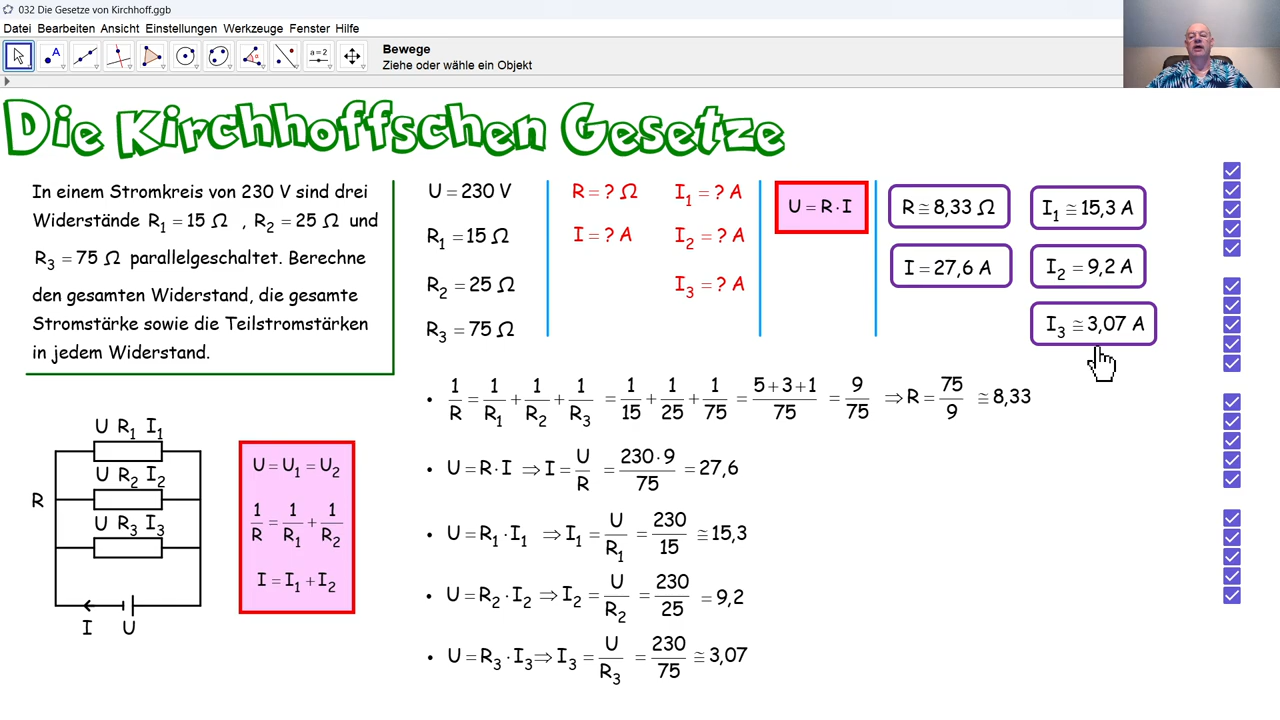 032 Die Gesetze von Kirchhoff.ggb
Datei Bearbeiten Ansicht Einstellungen Werkzeuge Fenster Hilfe
A
a=2
Bewege
Ziehe oder wähle ein Objekt
Die Kirchhoffschen Gesetze
In einem Stromkreis von 230 V sind drei
Widerstände R₁ = 15 Ω , R₂ = 25 Ω und
R₃ = 75 Ω parallelgeschaltet. Berechne
den gesamten Widerstand, die gesamte
Stromstärke sowie die Teilstromstärken
in jedem Widerstand.
U = 230 V
R₁ = 15 Ω
R₂ = 25 Ω
R₃ = 75 Ω
R = ? Ω
I = ? A
I₁ = ? A
I₂ = ? A
I₃ = ? A
U = R · I
R ≅ 8,33 Ω
I = 27,6 A
I₁ ≅ 15,3 A
I₂ = 9,2 A
I₃ ≅ 3,07 A
U R₁ I₁
U R₂ I₂
R
U R₃ I₃
I U
U = U₁ = U₂
1/R = 1/R₁ + 1/R₂
I = I₁ + I₂
• 1/R = 1/R₁ + 1/R₂ + 1/R₃ = 1/15 + 1/25 + 1/75 = (5+3+1)/75 = 9/75 ⇒ R = 75/9 ≅ 8,33
• U = R · I ⇒ I = U/R = (230 · 9)/75 = 27,6
• U = R₁ · I₁ ⇒ I₁ = U/R₁ = 230/15 ≅ 15,3
• U = R₂ · I₂ ⇒ I₂ = U/R₂ = 230/25 = 9,2
• U = R₃ · I₃ ⇒ I₃ = U/R₃ = 230/75 ≅ 3,07